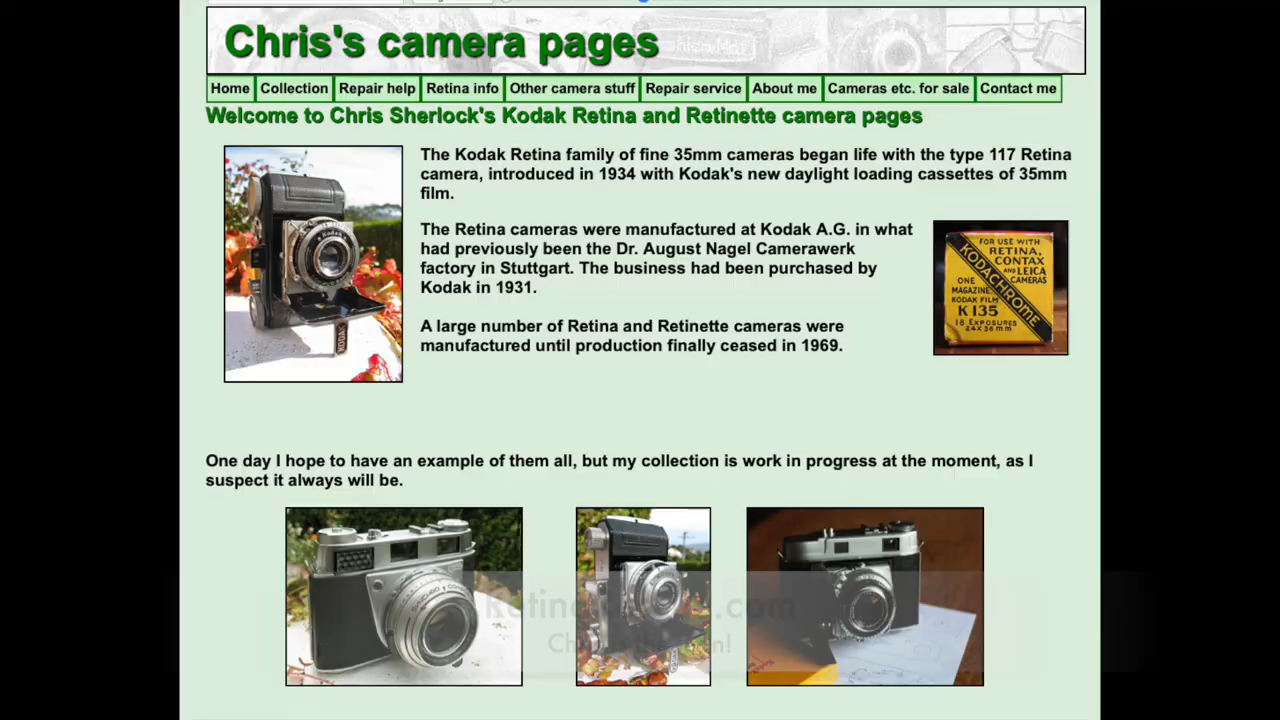 Chris's camera pages
Home
Collection
Repair help
Retina info
Other camera stuff
Repair service
About me
Cameras etc. for sale
Contact me
Welcome to Chris Sherlock's Kodak Retina and Retinette camera pages
The Kodak Retina family of fine 35mm cameras began life with the type 117 Retina
camera, introduced in 1934 with Kodak's new daylight loading cassettes of 35mm
film.
The Retina cameras were manufactured at Kodak A.G. in what
had previously been the Dr. August Nagel Camerawerk
factory in Stuttgart. The business had been purchased by
Kodak in 1931.
FOR USE WITH
RETINA,
CONTAX
AND LEICA
CAMERAS
KODACHROME
ONE
MAGAZINE
KODAK FILM
K 135
18 EXPOSURES
24 X 36 MM
KODAK
A large number of Retina and Retinette cameras were
manufactured until production finally ceased in 1969.
One day I hope to have an example of them all, but my collection is work in progress at the moment, as I
suspect it always will be.